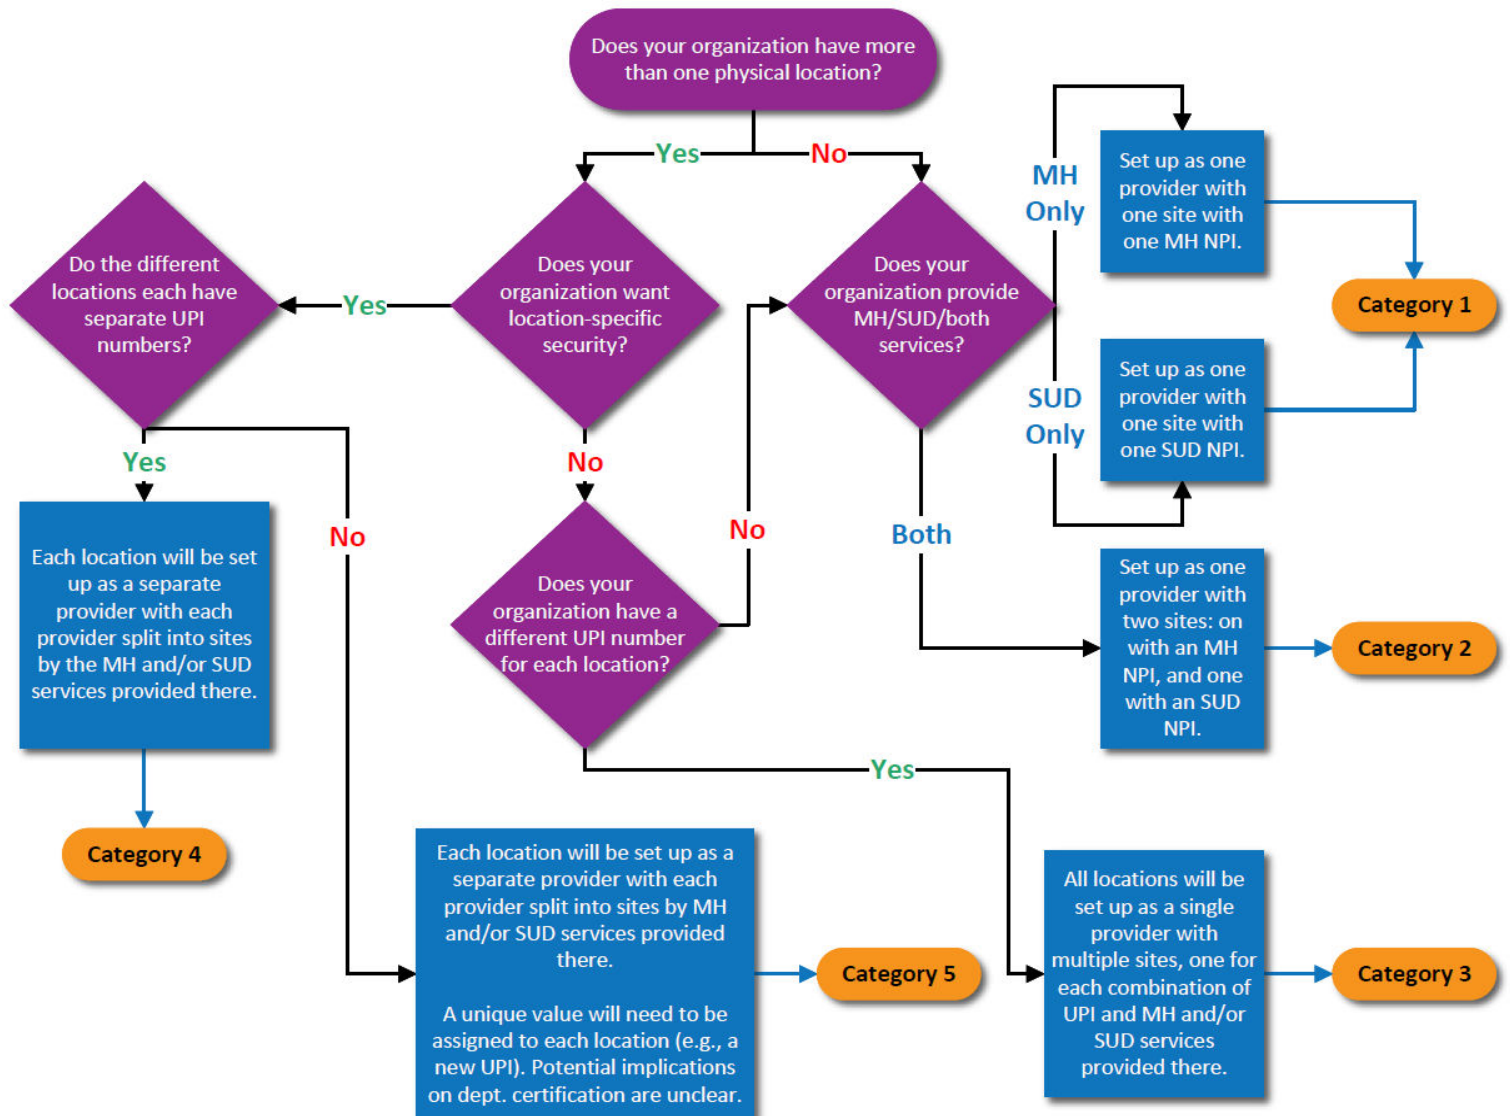 Does your organization have more
than one physical location?
Yes
No
MH
Only
Set up as one
provider with
one site with
one MH NPI.
Category 1
Do the different
locations each have
separate UPI
numbers?
Yes
Does your
organization want
location-specific
security?
Does your
organization provide
MH/SUD/both
services?
SUD
Only
Set up as one
provider with
one site with
one SUD NPI.
Yes
No
No
No
Both
Each location will be set
up as a separate
provider with each
provider split into sites
by the MH and/or SUD
services provided there.
Does your
organization have a
different UPI number
for each location?
Set up as one
provider with
two sites: on
with an MH
NPI, and one
with an SUD
NPI.
Category 2
Yes
Category 4
Each location will be set up as a
separate provider with each
provider split into sites by MH
and/or SUD services provided
there.
A unique value will need to be
assigned to each location (e.g., a
new UPI). Potential implications
on dept. certification are unclear.
Category 5
All locations will be
set up as a single
provider with
multiple sites, one for
each combination of
UPI and MH and/or
SUD services
provided there.
Category 3